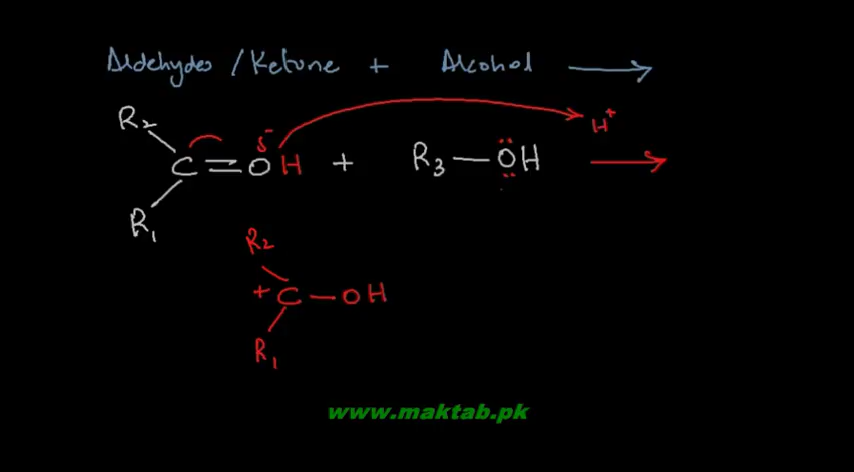 Aldehydes / Ketone + Alcohol ⟶
R₂
C = O H + R₃ — OH ⟶
δ⁻
H⁺
R₁
R₂
+ C — OH
R₁
www.maktab.pk